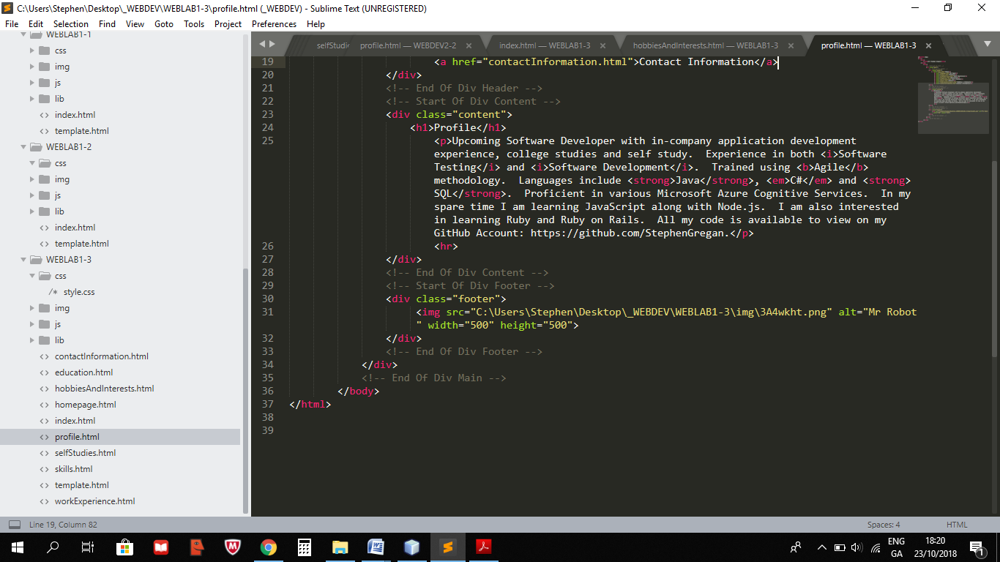 C:\Users\Stephen\Desktop\_WEBDEV\WEBLAB1-3\profile.html (_WEBDEV) - Sublime Text (UNREGISTERED)
File Edit Selection Find View Goto Tools Project Preferences Help
WEBLAB1-1
css
img
js
lib
index.html
template.html
WEBLAB1-2
css
img
js
lib
index.html
template.html
WEBLAB1-3
css
/* style.css
img
js
lib
contactInformation.html
education.html
hobbiesAndInterests.html
homepage.html
index.html
profile.html
selfStudies.html
skills.html
template.html
workExperience.html
selfStudi profile.html — WEBDEV2-2 index.html — WEBLAB1-3 hobbiesAndInterests.html — WEBLAB1-3 profile.html — WEBLAB1-3
19 <a href="contactInformation.html">Contact Information</a>
20 </div>
21 <!-- End Of Div Header -->
22 <!-- Start Of Div Content -->
23 <div class="content">
24 <h1>Profile</h1>
25 <p>Upcoming Software Developer with in-company application development
experience, college studies and self study.  Experience in both <i>Software
Testing</i> and <i>Software Development</i>.  Trained using <b>Agile</b>
methodology.  Languages include <strong>Java</strong>, <em>C#</em> and <strong>
SQL</strong>.  Proficient in various Microsoft Azure Cognitive Services.  In my
spare time I am learning JavaScript along with Node.js.  I am also interested
in learning Ruby and Ruby on Rails.  All my code is available to view on my
GitHub Account: https://github.com/StephenGregan.</p>
26 <hr>
27 </div>
28 <!-- End Of Div Content -->
29 <!-- Start Of Div Footer -->
30 <div class="footer">
31 <img src="C:\Users\Stephen\Desktop\_WEBDEV\WEBLAB1-3\img\3A4wkht.png" alt="Mr Robot
" width="500" height="500">
32 </div>
33 <!-- End Of Div Footer -->
34 </div>
35 <!-- End Of Div Main -->
36 </body>
37 </html>
38
39
Line 19, Column 82 Spaces: 4 HTML
ENG 18:20
GA 23/10/2018 1